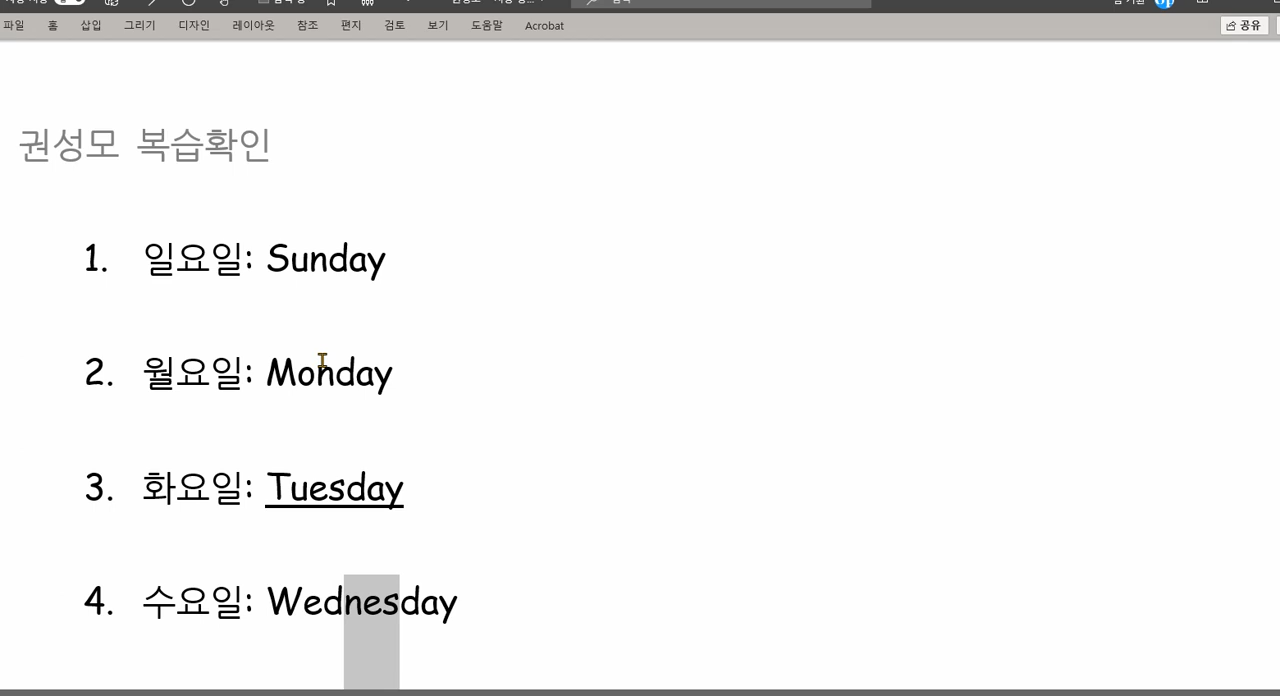 파일 홈 삽입 그리기 디자인 레이아웃 참조 편지 검토 보기 도움말 Acrobat 공유
권성모 복습확인
1. 일요일: Sunday
2. 월요일: Monday
3. 화요일: Tuesday
4. 수요일: Wednesday